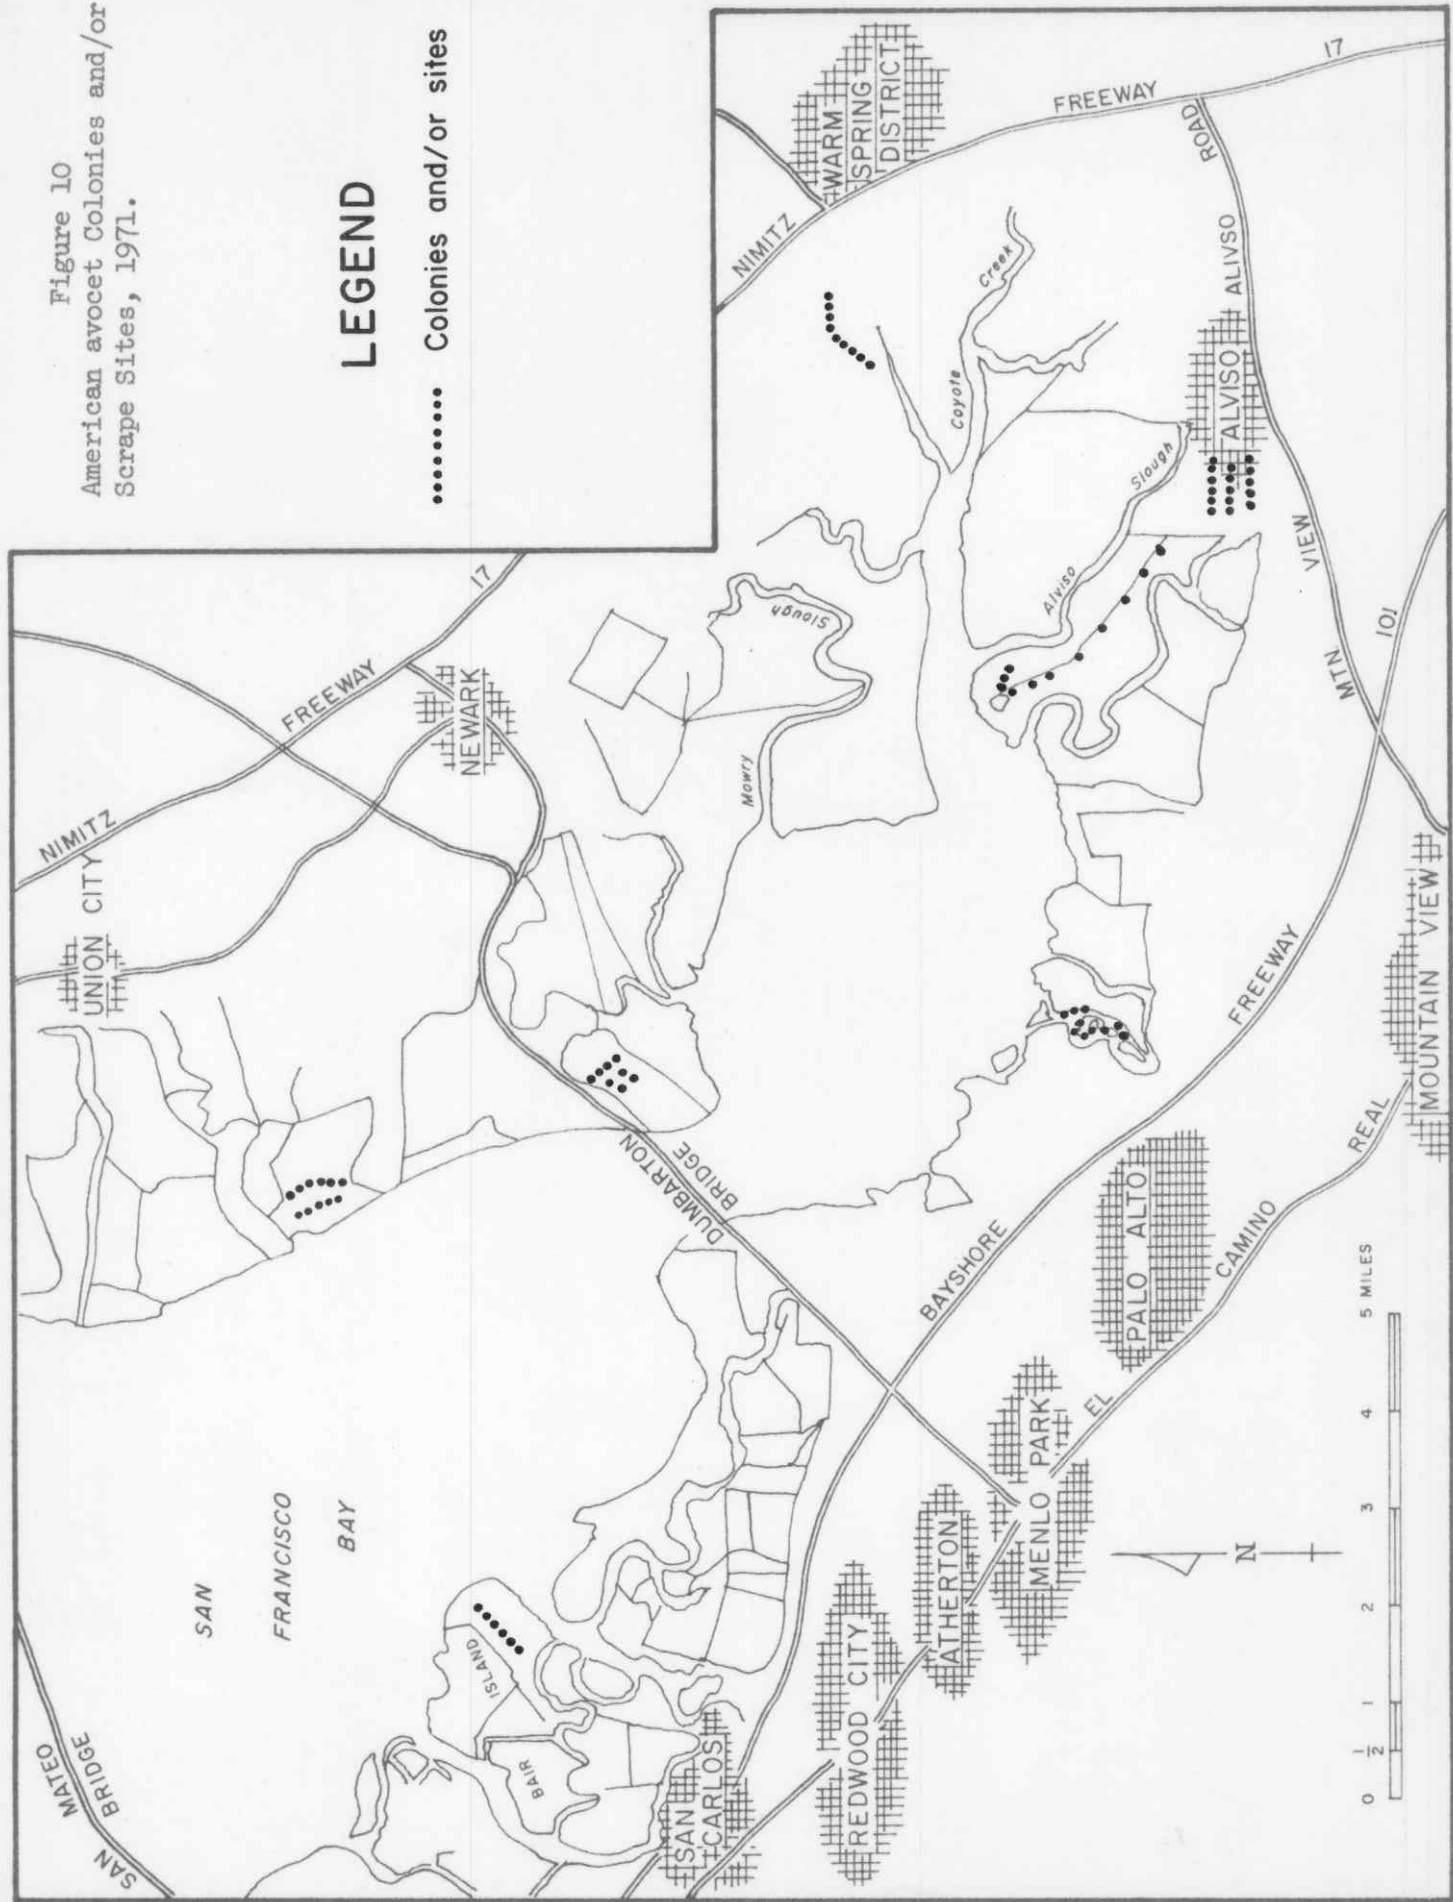 Figure 10
American avocet Colonies and/or
Scrape Sites, 1971.
LEGEND
Colonies and/or sites
SAN
MATEO
BRIDGE
SAN
FRANCISCO
BAY
UNION CITY
NIMITZ
FREEWAY
17
NEWARK
DUMBARTON
BRIDGE
Mowry
Slough
NIMITZ
FREEWAY
17
WARM
SPRING
DISTRICT
Coyote
Creek
Alviso
Slough
ALVISO
MTN
VIEW
ALIVSO
ROAD
101
BAIR
ISLAND
SAN
CARLOS
REDWOOD CITY
ATHERTON
MENLO PARK
PALO ALTO
MOUNTAIN VIEW
BAYSHORE
FREEWAY
EL
CAMINO
REAL
N
0
1
2
1
2
3
4
5 MILES